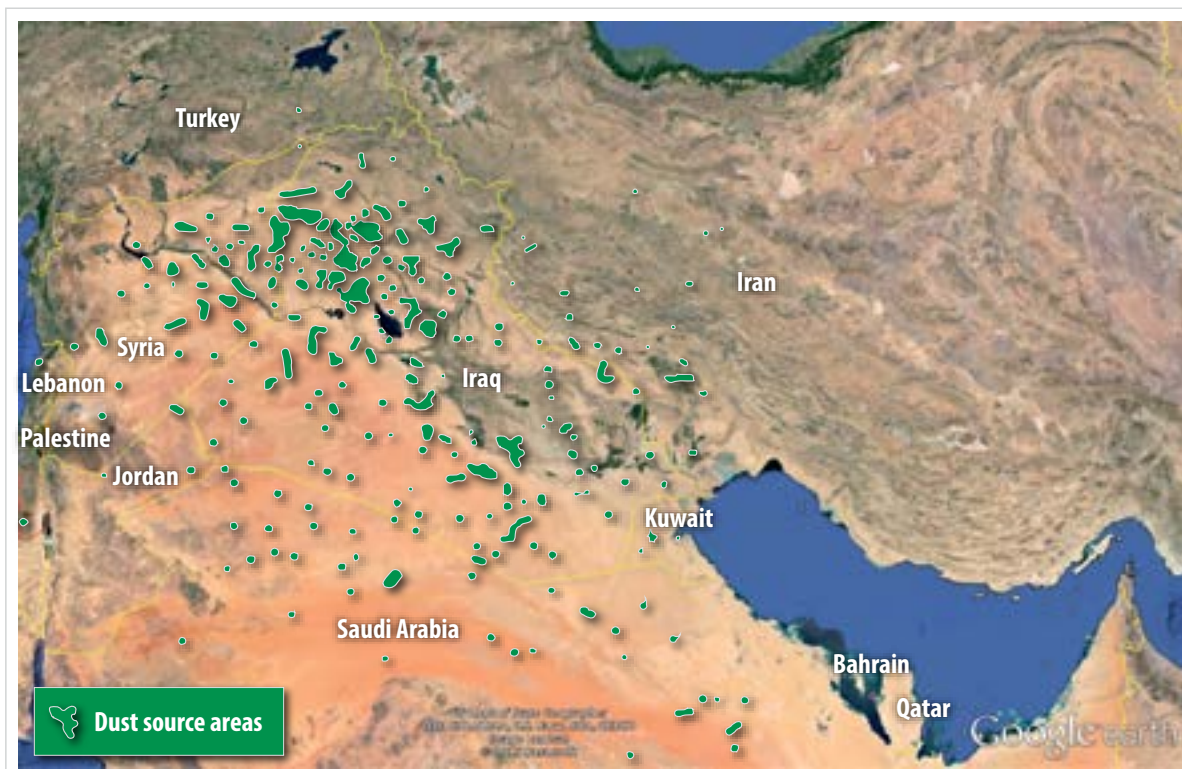 Turkey
Iran
Syria
Lebanon
Iraq
Palestine
Jordan
Kuwait
Saudi Arabia
Bahrain
Qatar
Dust source areas
Google earth